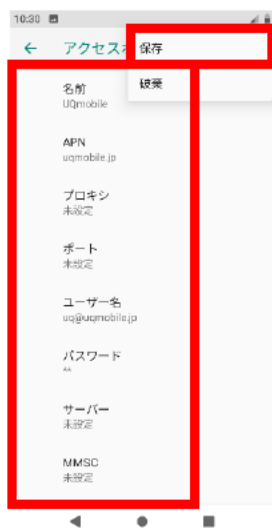 10:30
アクセス
保存
破棄
名前
UQmobile
APN
uqmobile.jp
プロキシ
未設定
ポート
未設定
ユーザー名
uq@uqmobile.jp
パスワード
**
サーバー
未設定
MMSC
未設定